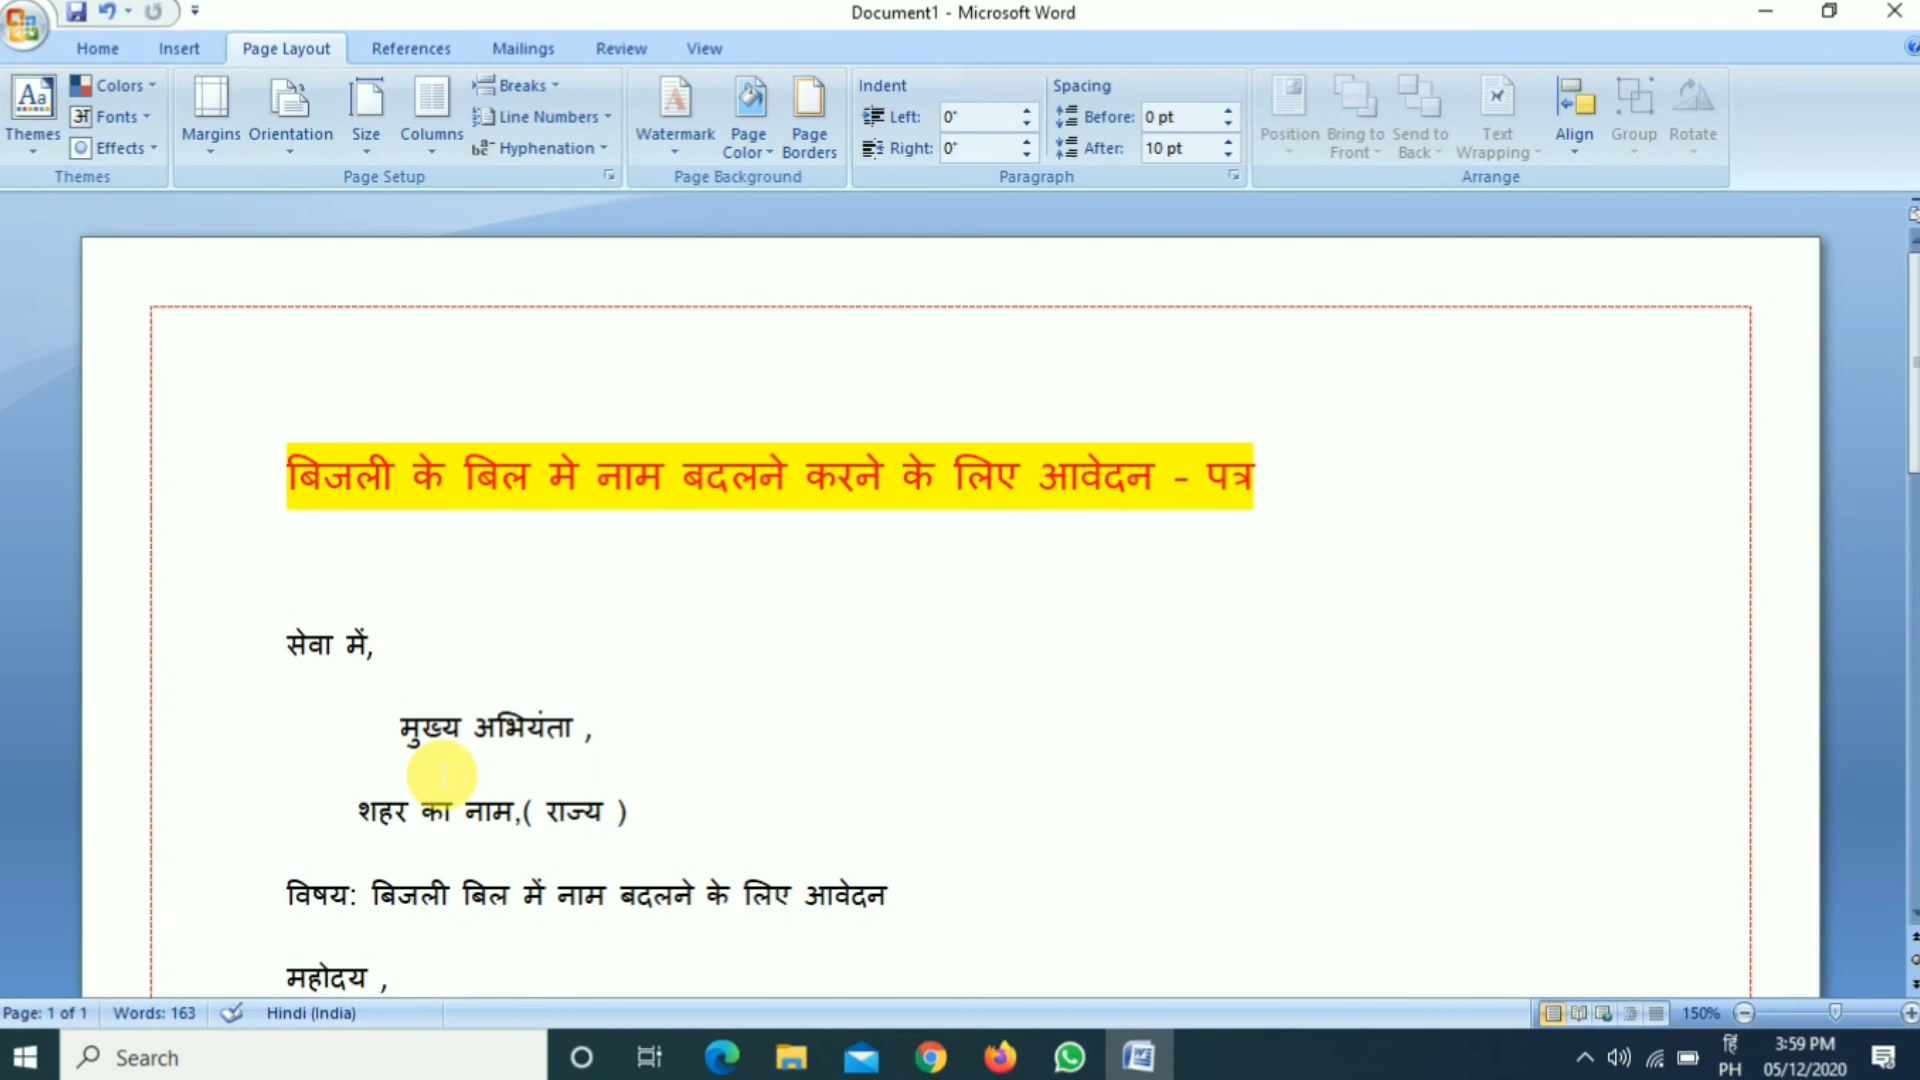 Document1 - Microsoft Word
Home Insert Page Layout References Mailings Review View
Themes
Colors
Fonts
Effects
Themes
Margins Orientation Size Columns
Breaks
Line Numbers
Hyphenation
Page Setup
Watermark Page Color Page Borders
Page Background
Indent
Left: 0"
Right: 0"
Spacing
Before: 0 pt
After: 10 pt
Paragraph
Position Bring to Front Send to Back Text Wrapping Align Group Rotate
Arrange
बिजली के बिल मे नाम बदलने करने के लिए आवेदन - पत्र
सेवा में,
मुख्य अभियंता ,
शहर का नाम,( राज्य )
विषय: बिजली बिल में नाम बदलने के लिए आवेदन
महोदय ,
Page: 1 of 1 Words: 163 Hindi (India) 150%
Search
हिं
PH
3:59 PM
05/12/2020